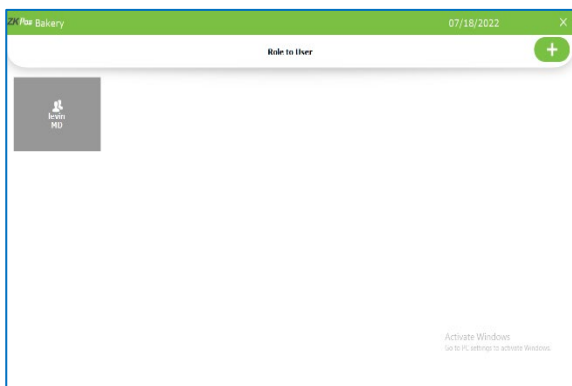 ZKPos Bakery 07/18/2022 X
Role to User
levin
MD
Activate Windows
Go to PC settings to activate Windows.